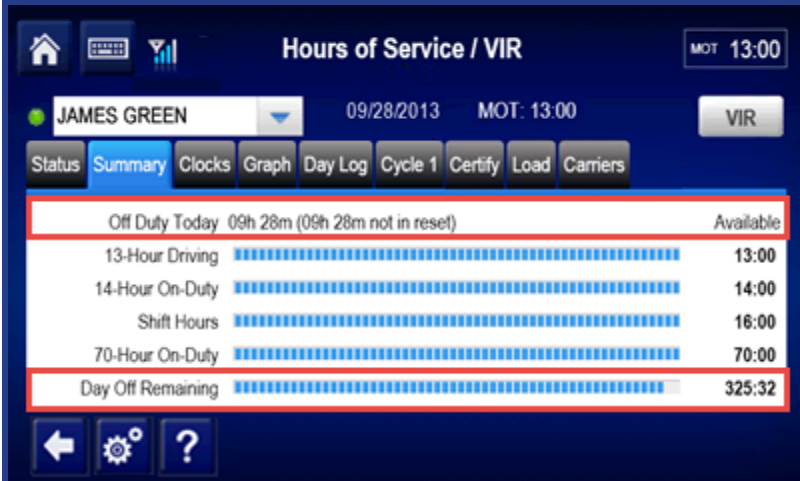 Hours of Service / VIR MOT 13:00
JAMES GREEN 09/28/2013 MOT: 13:00 VIR
Status Summary Clocks Graph Day Log Cycle 1 Certify Load Carriers
Off Duty Today 09h 28m (09h 28m not in reset) Available
13-Hour Driving 13:00
14-Hour On-Duty 14:00
Shift Hours 16:00
70-Hour On-Duty 70:00
Day Off Remaining 325:32
?